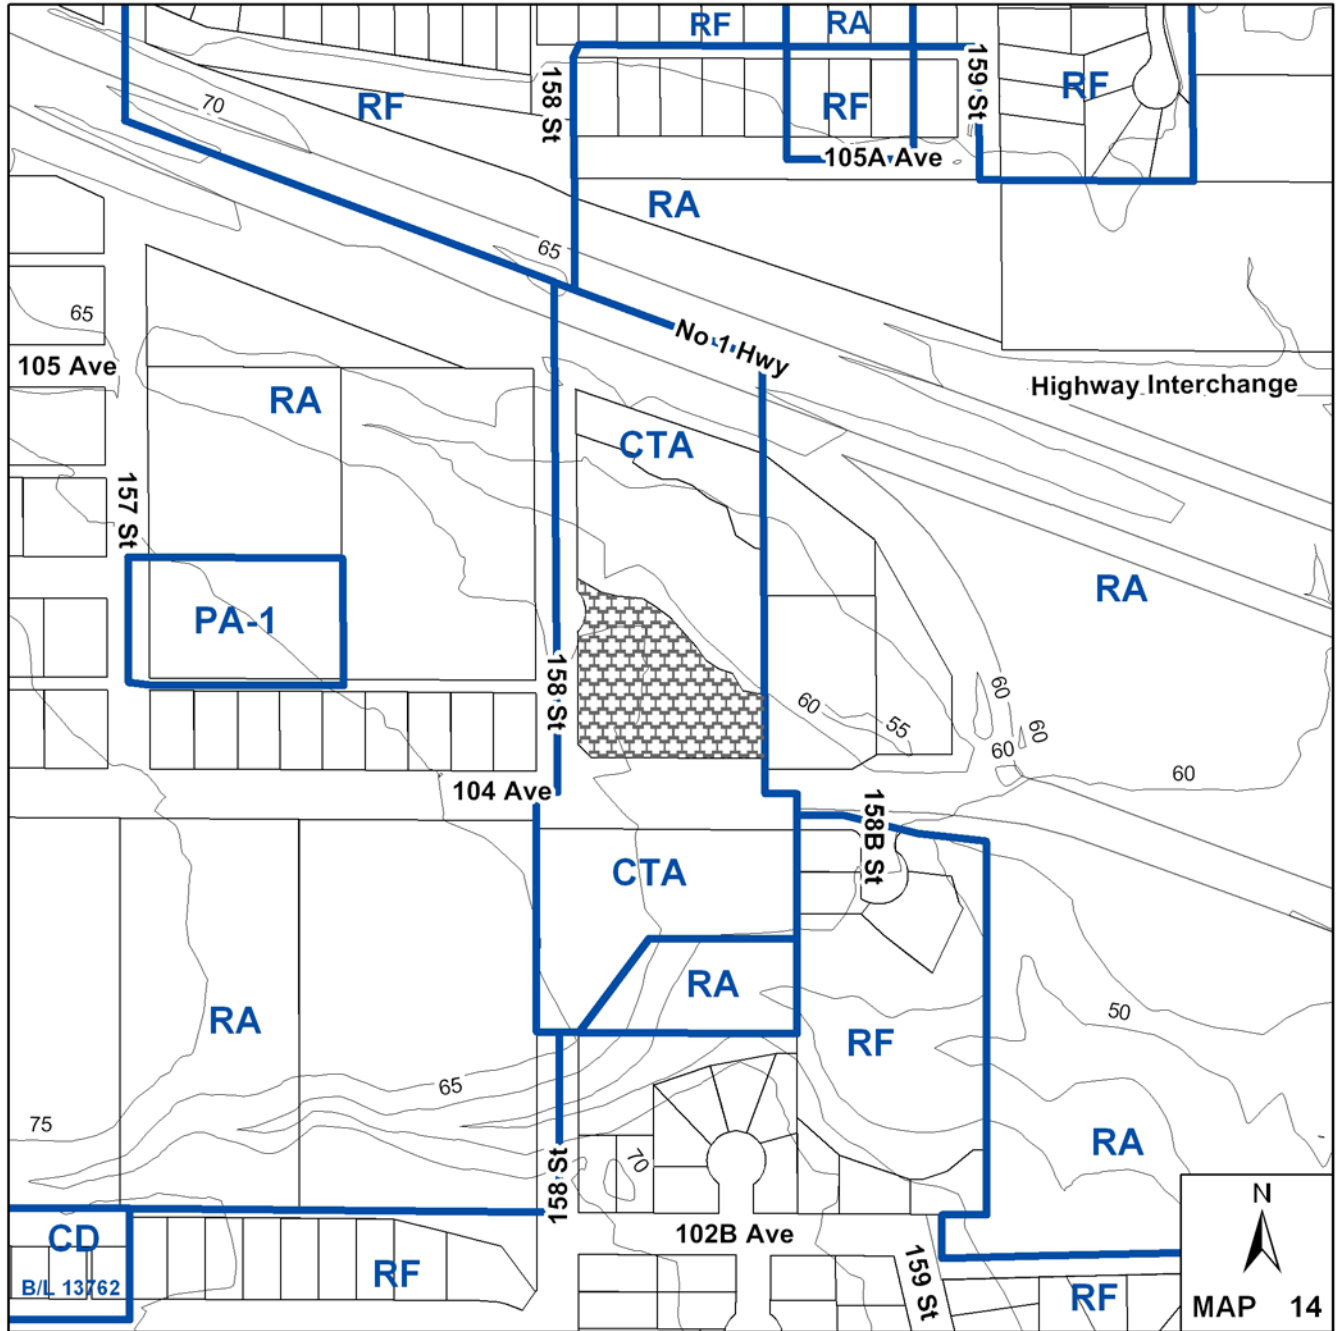 RF
RA
158 St
159 St
70
RF
RF
RF
105A Ave
RA
65
65
No 1 Hwy
105 Ave
RA
Highway Interchange
CTA
157 St
PA-1
RA
158 St
60
55
60
60
60
60
104 Ave
158B St
CTA
RA
RA
50
RF
65
75
RA
158 St
70
N
102B Ave
CD
B/L 13762
RF
159 St
RF
MAP 14